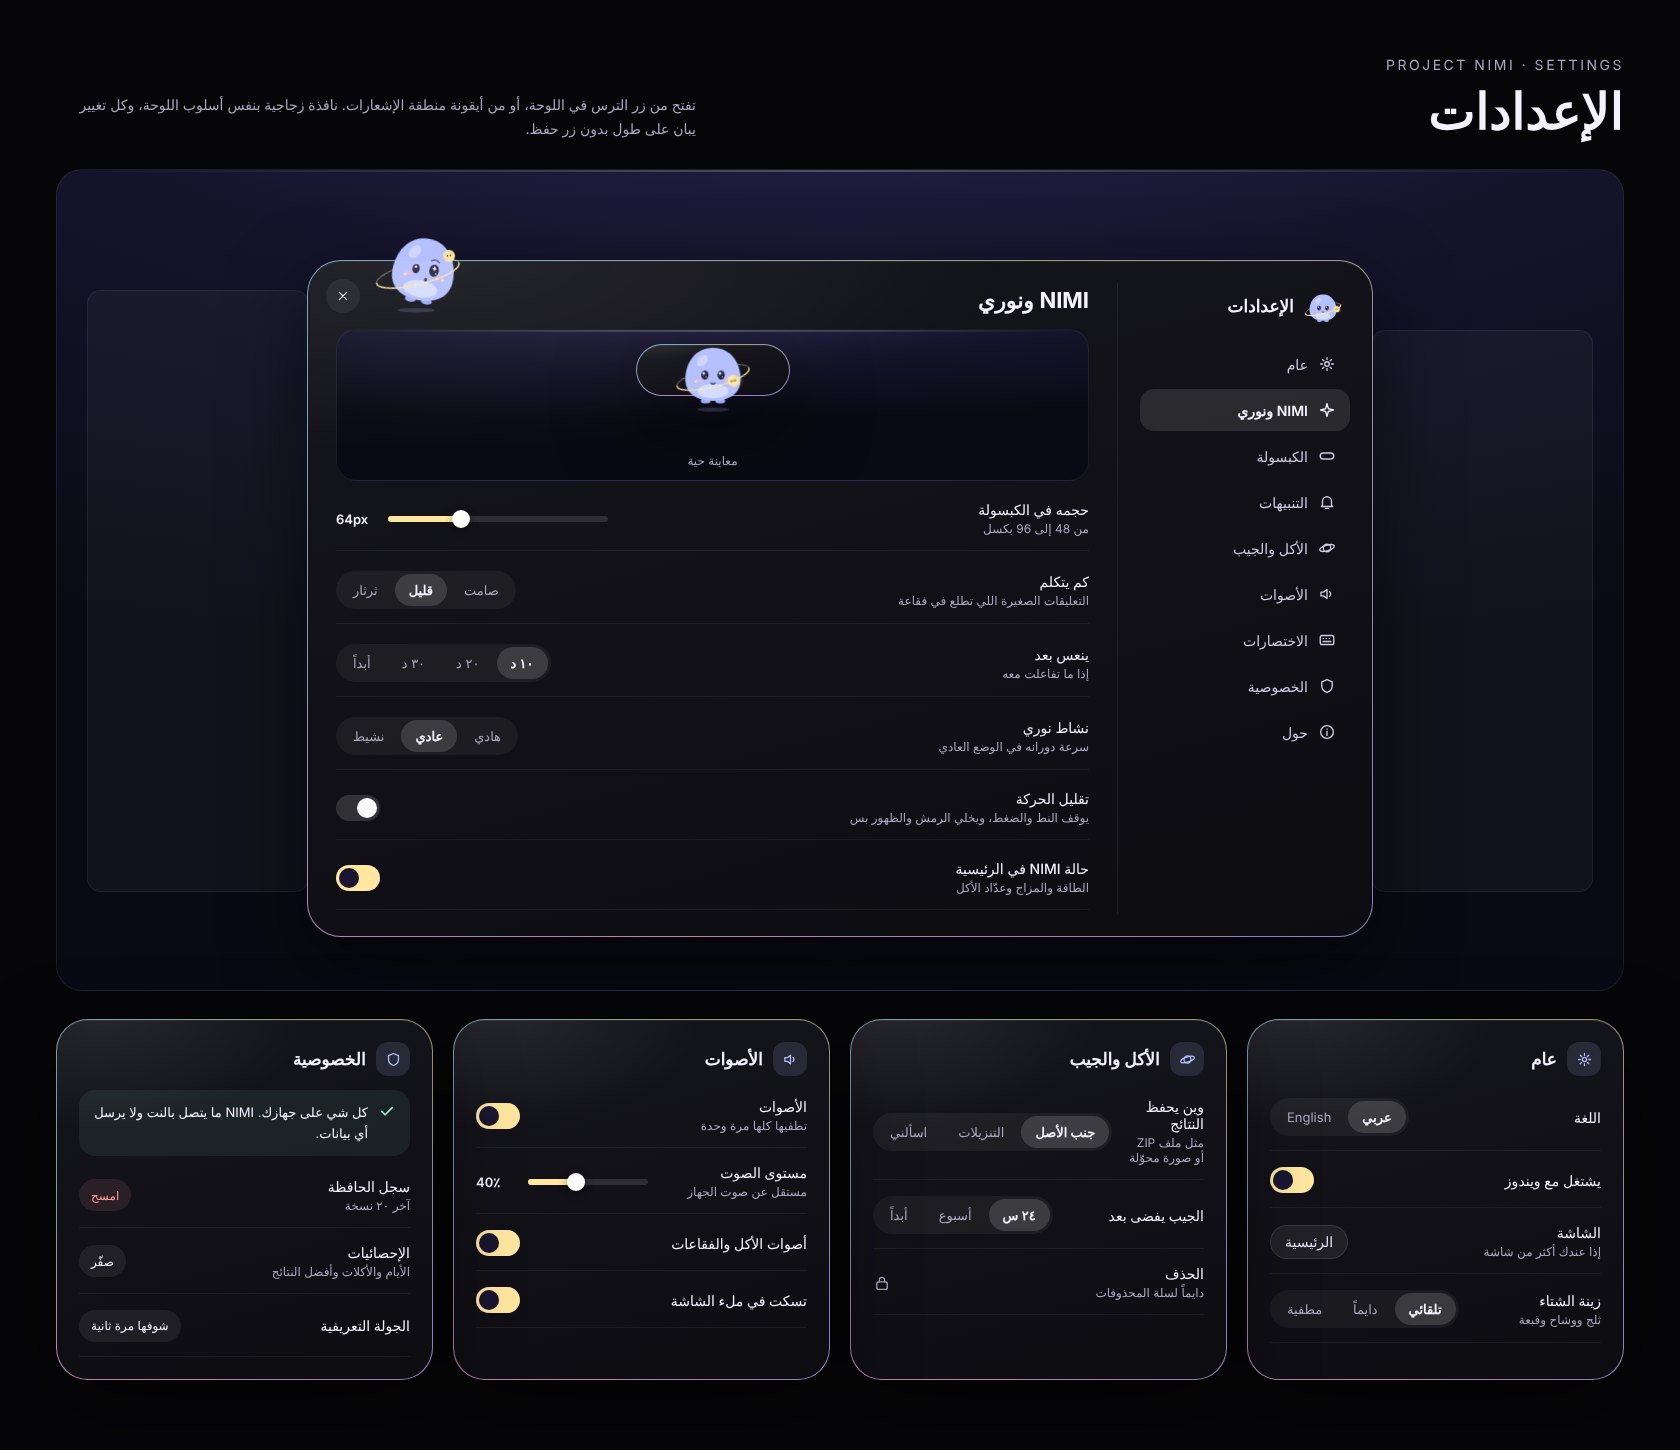 PROJECT NIMI · SETTINGS
الإعدادات
تفتح من زر الترس في اللوحة، أو من أيقونة منطقة الإشعارات. نافذة زجاجية بنفس أسلوب اللوحة، وكل تغيير
يبان على طول بدون زر حفظ.
الإعدادات
عام
NIMI ونوري
الكبسولة
التنبيهات
الأكل والجيب
الأصوات
الاختصارات
الخصوصية
حول
NIMI ونوري
معاينة حية
حجمه في الكبسولة
من 48 إلى 96 بكسل
64px
كم يتكلم
التعليقات الصغيرة اللي تطلع في فقاعة
صامت قليل ثرثار
ينعس بعد
إذا ما تفاعلت معه
١٠ د ٢٠ د ٣٠ د أبداً
نشاط نوري
سرعة دورانه في الوضع العادي
هادي عادي نشيط
تقليل الحركة
يوقف النط والضغط، ويخلي الرمش والظهور بس
حالة NIMI في الرئيسية
الطاقة والمزاج وعدّاد الأكل
عام
اللغة
عربي English
يشتغل مع ويندوز
الشاشة
إذا عندك أكثر من شاشة
الرئيسية
زينة الشتاء
ثلج ووشاح وقبعة
تلقائي دايماً مطفية
الأكل والجيب
وين يحفظ
النتائج
مثل ملف ZIP
أو صورة محوّلة
جنب الأصل التنزيلات اسألني
الجيب يفضى بعد
٢٤ س أسبوع أبداً
الحذف
دايماً لسلة المحذوفات
الأصوات
الأصوات
تطفيها كلها مرة وحدة
مستوى الصوت
مستقل عن صوت الجهاز
40٪
أصوات الأكل والفقاعات
تسكت في ملء الشاشة
الخصوصية
كل شي على جهازك. NIMI ما يتصل بالنت ولا يرسل
أي بيانات.
سجل الحافظة
آخر ٢٠ نسخة
امسح
الإحصائيات
الأيام والأكلات وأفضل النتائج
صفّر
الجولة التعريفية
شوفها مرة ثانية